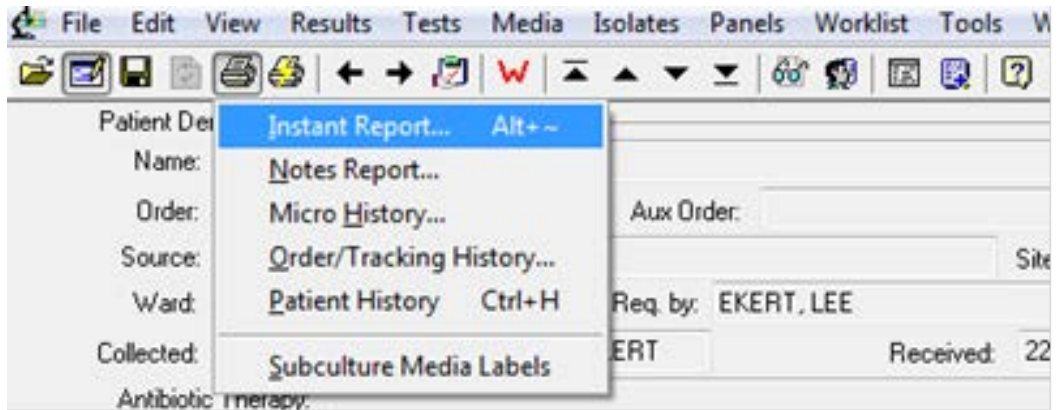 File Edit View Results Tests Media Isolates Panels Worklist Tools W
Patient De
Instant Report... Alt+~
Name:
Notes Report...
Order:
Micro History...
Aux Order:
Source:
Order/Tracking History...
Site
Ward:
Patient History Ctrl+H
Req. by: EKERT, LEE
Collected:
ERT
Received: 22
Subculture Media Labels
Antibiotic Therapy: